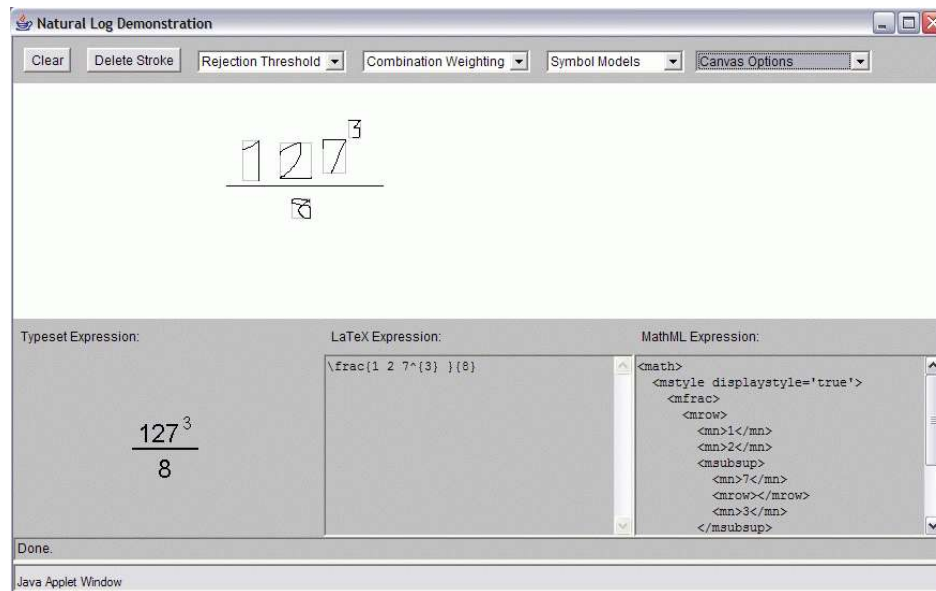 Natural Log Demonstration
Clear Delete Stroke Rejection Threshold Combination Weighting Symbol Models Canvas Options
1 2 7 3
8
Typeset Expression: LaTeX Expression: MathML Expression:
\frac{1 2 7^{3} }{8}
<math>
<mstyle displaystyle='true'>
<mfrac>
<mrow>
<mn>1</mn>
<mn>2</mn>
<msubsup>
<mn>7</mn>
<mrow></mrow>
<mn>3</mn>
</msubsup>
127 3
8
Done.
Java Applet Window